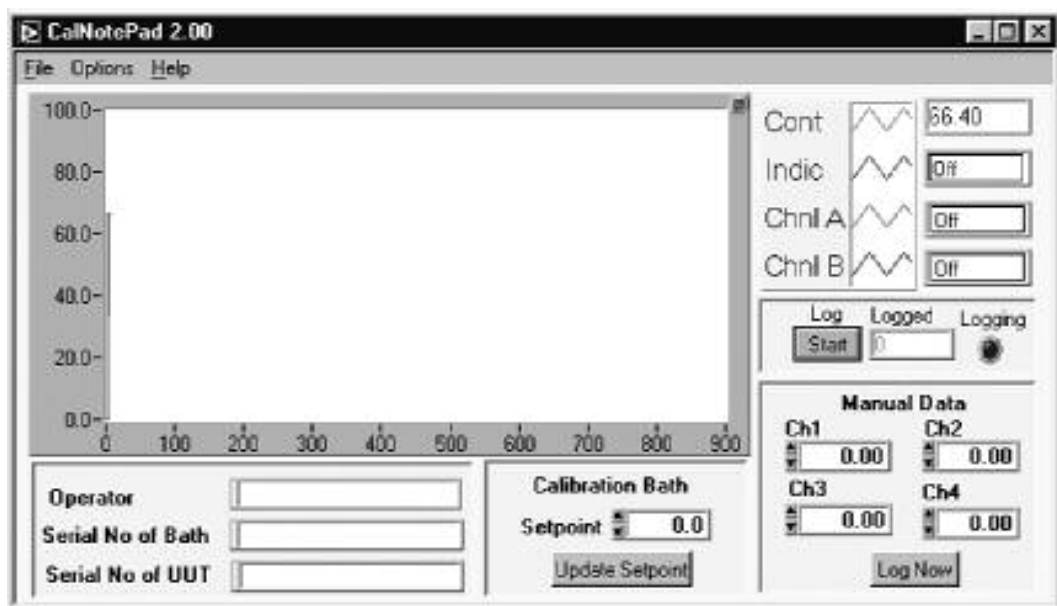 CalNotePad 2.00
File Options Help
100.0
80.0
60.0
40.0
20.0
0.0
0 100 200 300 400 500 600 700 800 900
Cont 66.40
Indic Off
Chnl A Off
Chnl B Off
Log Logged Logging
Start 0
Manual Data
Ch1 Ch2
0.00 0.00
Ch3 Ch4
0.00 0.00
Log Now
Operator
Serial No of Bath
Serial No of UUT
Calibration Bath
Setpoint 0.0
Update Setpoint